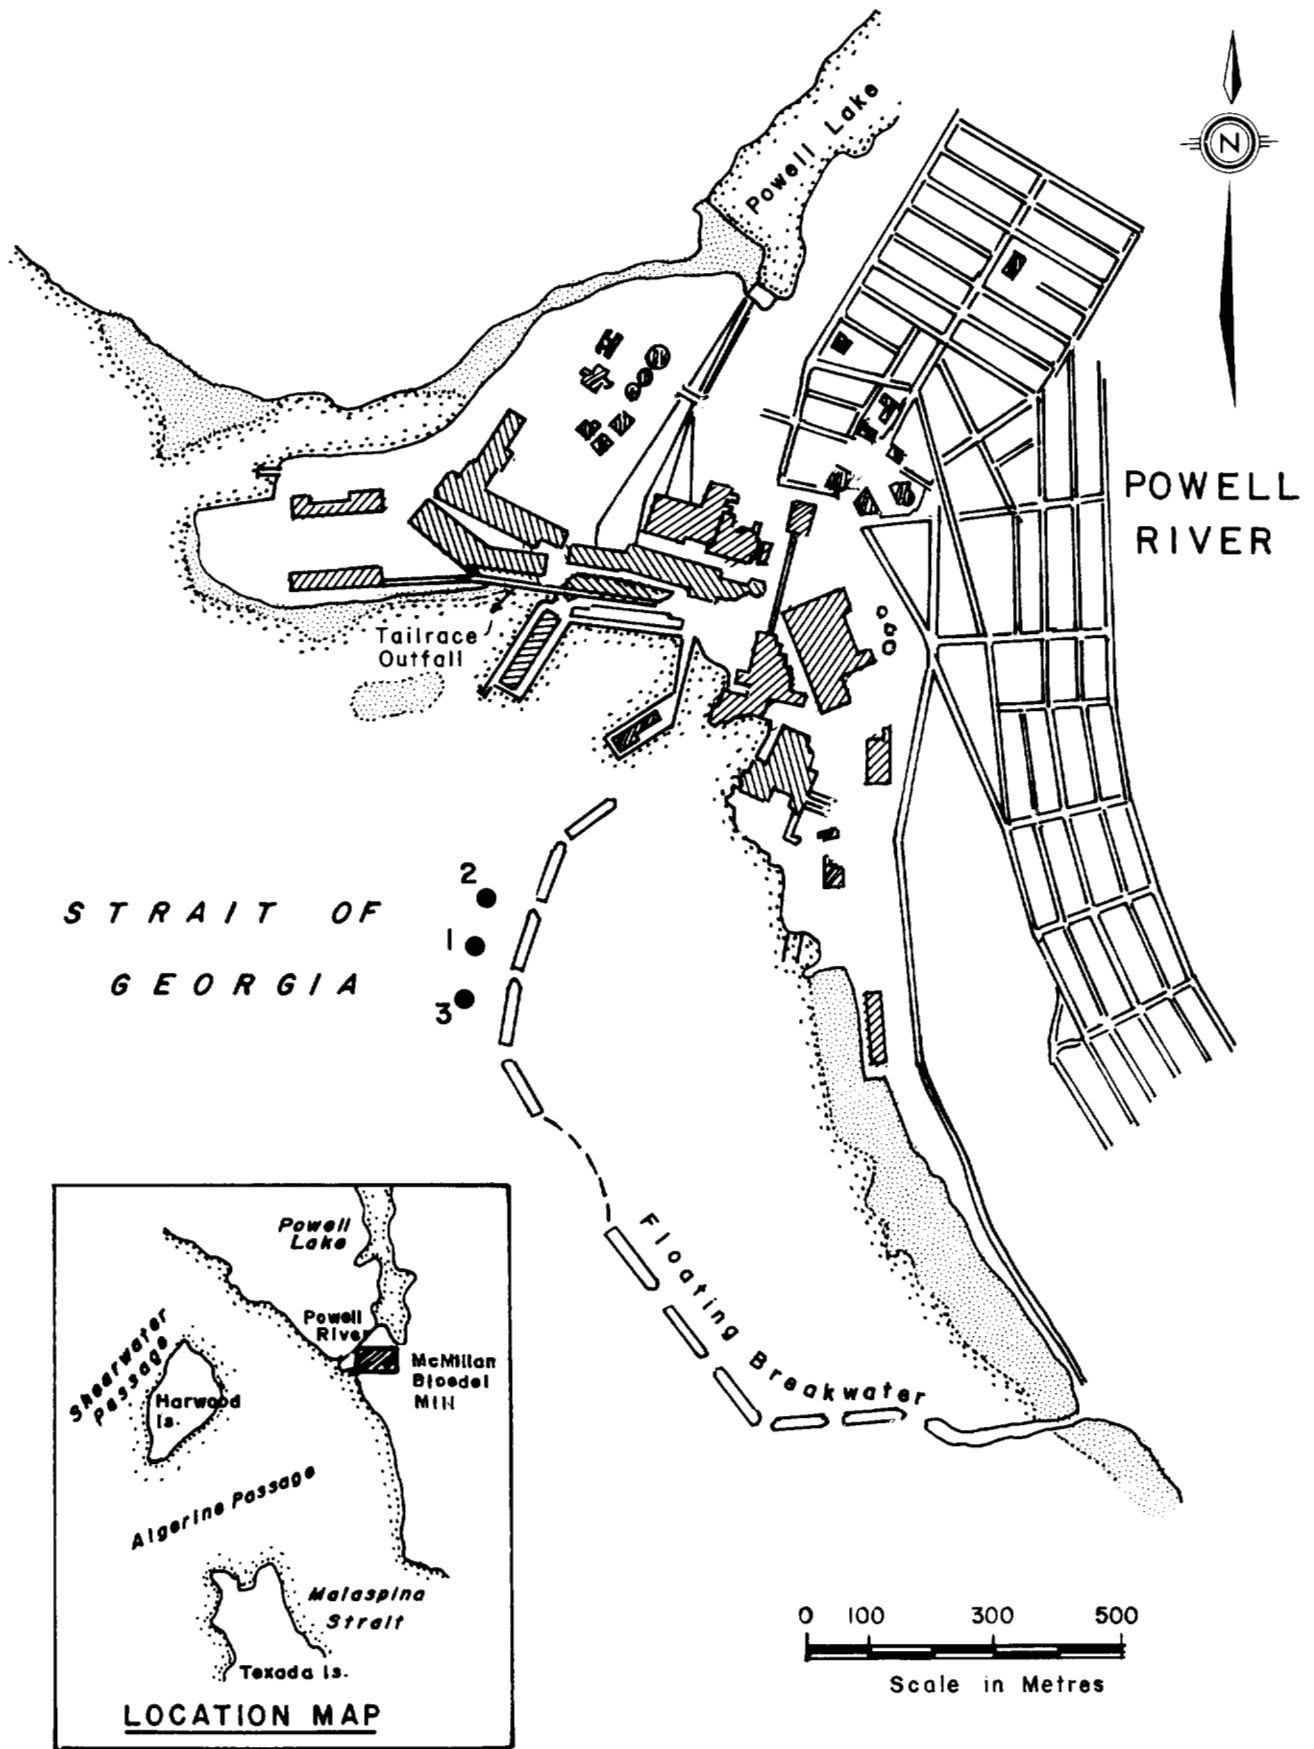 Powell Lake
N
POWELL
RIVER
Tailrace
Outfall
2
STRAIT OF
1
GEORGIA
3
Floating Breakwater
Powell
Lake
Powell
River
Shearwater
Passage
McMillan
Bloedel
Mill
Harwood
Is.
Algerine Passage
Malaspina
Strait
Texada Is.
LOCATION MAP
0 100 300 500
Scale in Metres